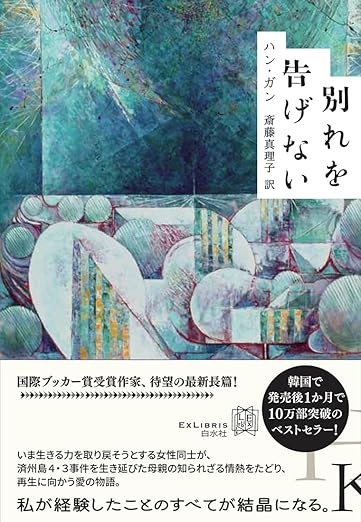 別れを
告げない
ハン・ガン
斎藤真理子 訳
国際ブッカー賞受賞作家、待望の最新長篇!
韓国で
発売後1か月で
10万部突破の
ベストセラー!
EXLIBRIS
白水社
いま生きる力を取り戻そうとする女性同士が、
済州島4・3事件を生き延びた母親の知られざる情熱をたどり、
再生に向かう愛の物語。
私が経験したことのすべてが結晶になる。